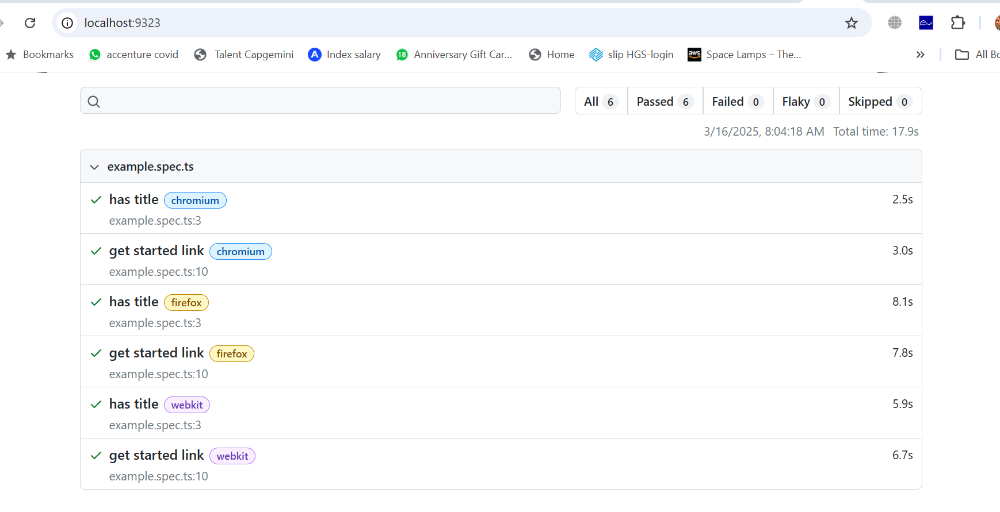 localhost:9323
Bookmarks accenture covid Talent Capgemini Index salary 18 Anniversary Gift Car... Home slip HGS-login aws Space Lamps – The... » All Bo
All 6 Passed 6 Failed 0 Flaky 0 Skipped 0
3/16/2025, 8:04:18 AM Total time: 17.9s
example.spec.ts
has title chromium 2.5s
example.spec.ts:3
get started link chromium 3.0s
example.spec.ts:10
has title firefox 8.1s
example.spec.ts:3
get started link firefox 7.8s
example.spec.ts:10
has title webkit 5.9s
example.spec.ts:3
get started link webkit 6.7s
example.spec.ts:10